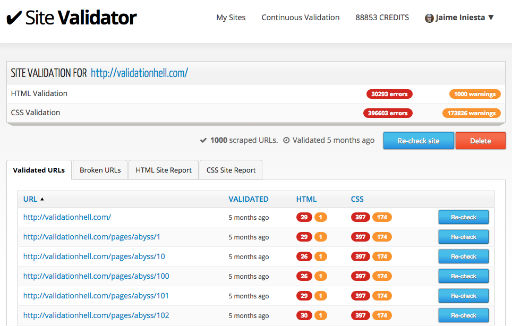 ✔ Site Validator
My Sites Continuous Validation 88853 CREDITS Jaime Iniesta ▼
SITE VALIDATION FOR http://validationhell.com/
HTML Validation 30293 errors 1000 warnings
CSS Validation 396603 errors 173826 warnings
✔ 1000 scraped URLs. Validated 5 months ago Re-check site Delete
Validated URLs Broken URLs HTML Site Report CSS Site Report
URL ▲ VALIDATED HTML CSS
http://validationhell.com/ 5 months ago 29 1 397 174 Re-check
http://validationhell.com/pages/abyss/1 5 months ago 29 1 397 174 Re-check
http://validationhell.com/pages/abyss/10 5 months ago 26 1 397 174 Re-check
http://validationhell.com/pages/abyss/100 5 months ago 26 1 397 174 Re-check
http://validationhell.com/pages/abyss/101 5 months ago 29 1 397 174 Re-check
http://validationhell.com/pages/abyss/102 5 months ago 30 1 397 174 Re-check